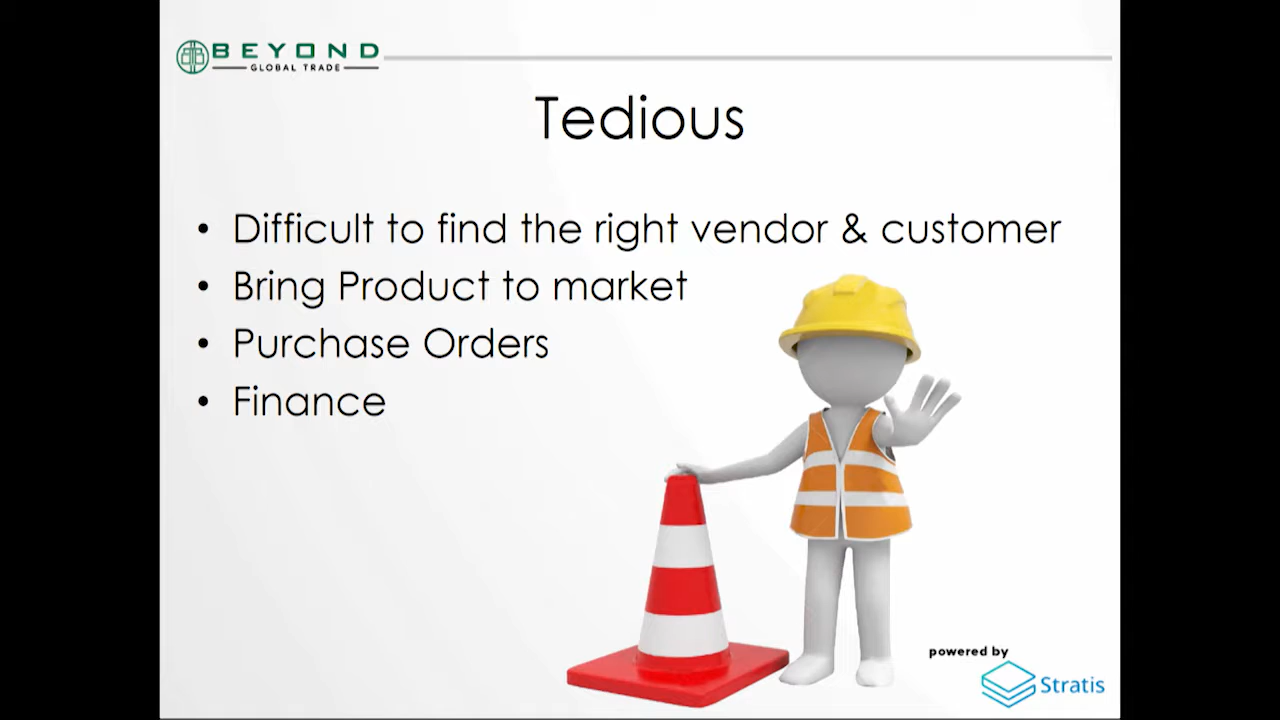 BEYOND
GLOBAL TRADE
Tedious
• Difficult to find the right vendor & customer
• Bring Product to market
• Purchase Orders
• Finance
powered by
Stratis